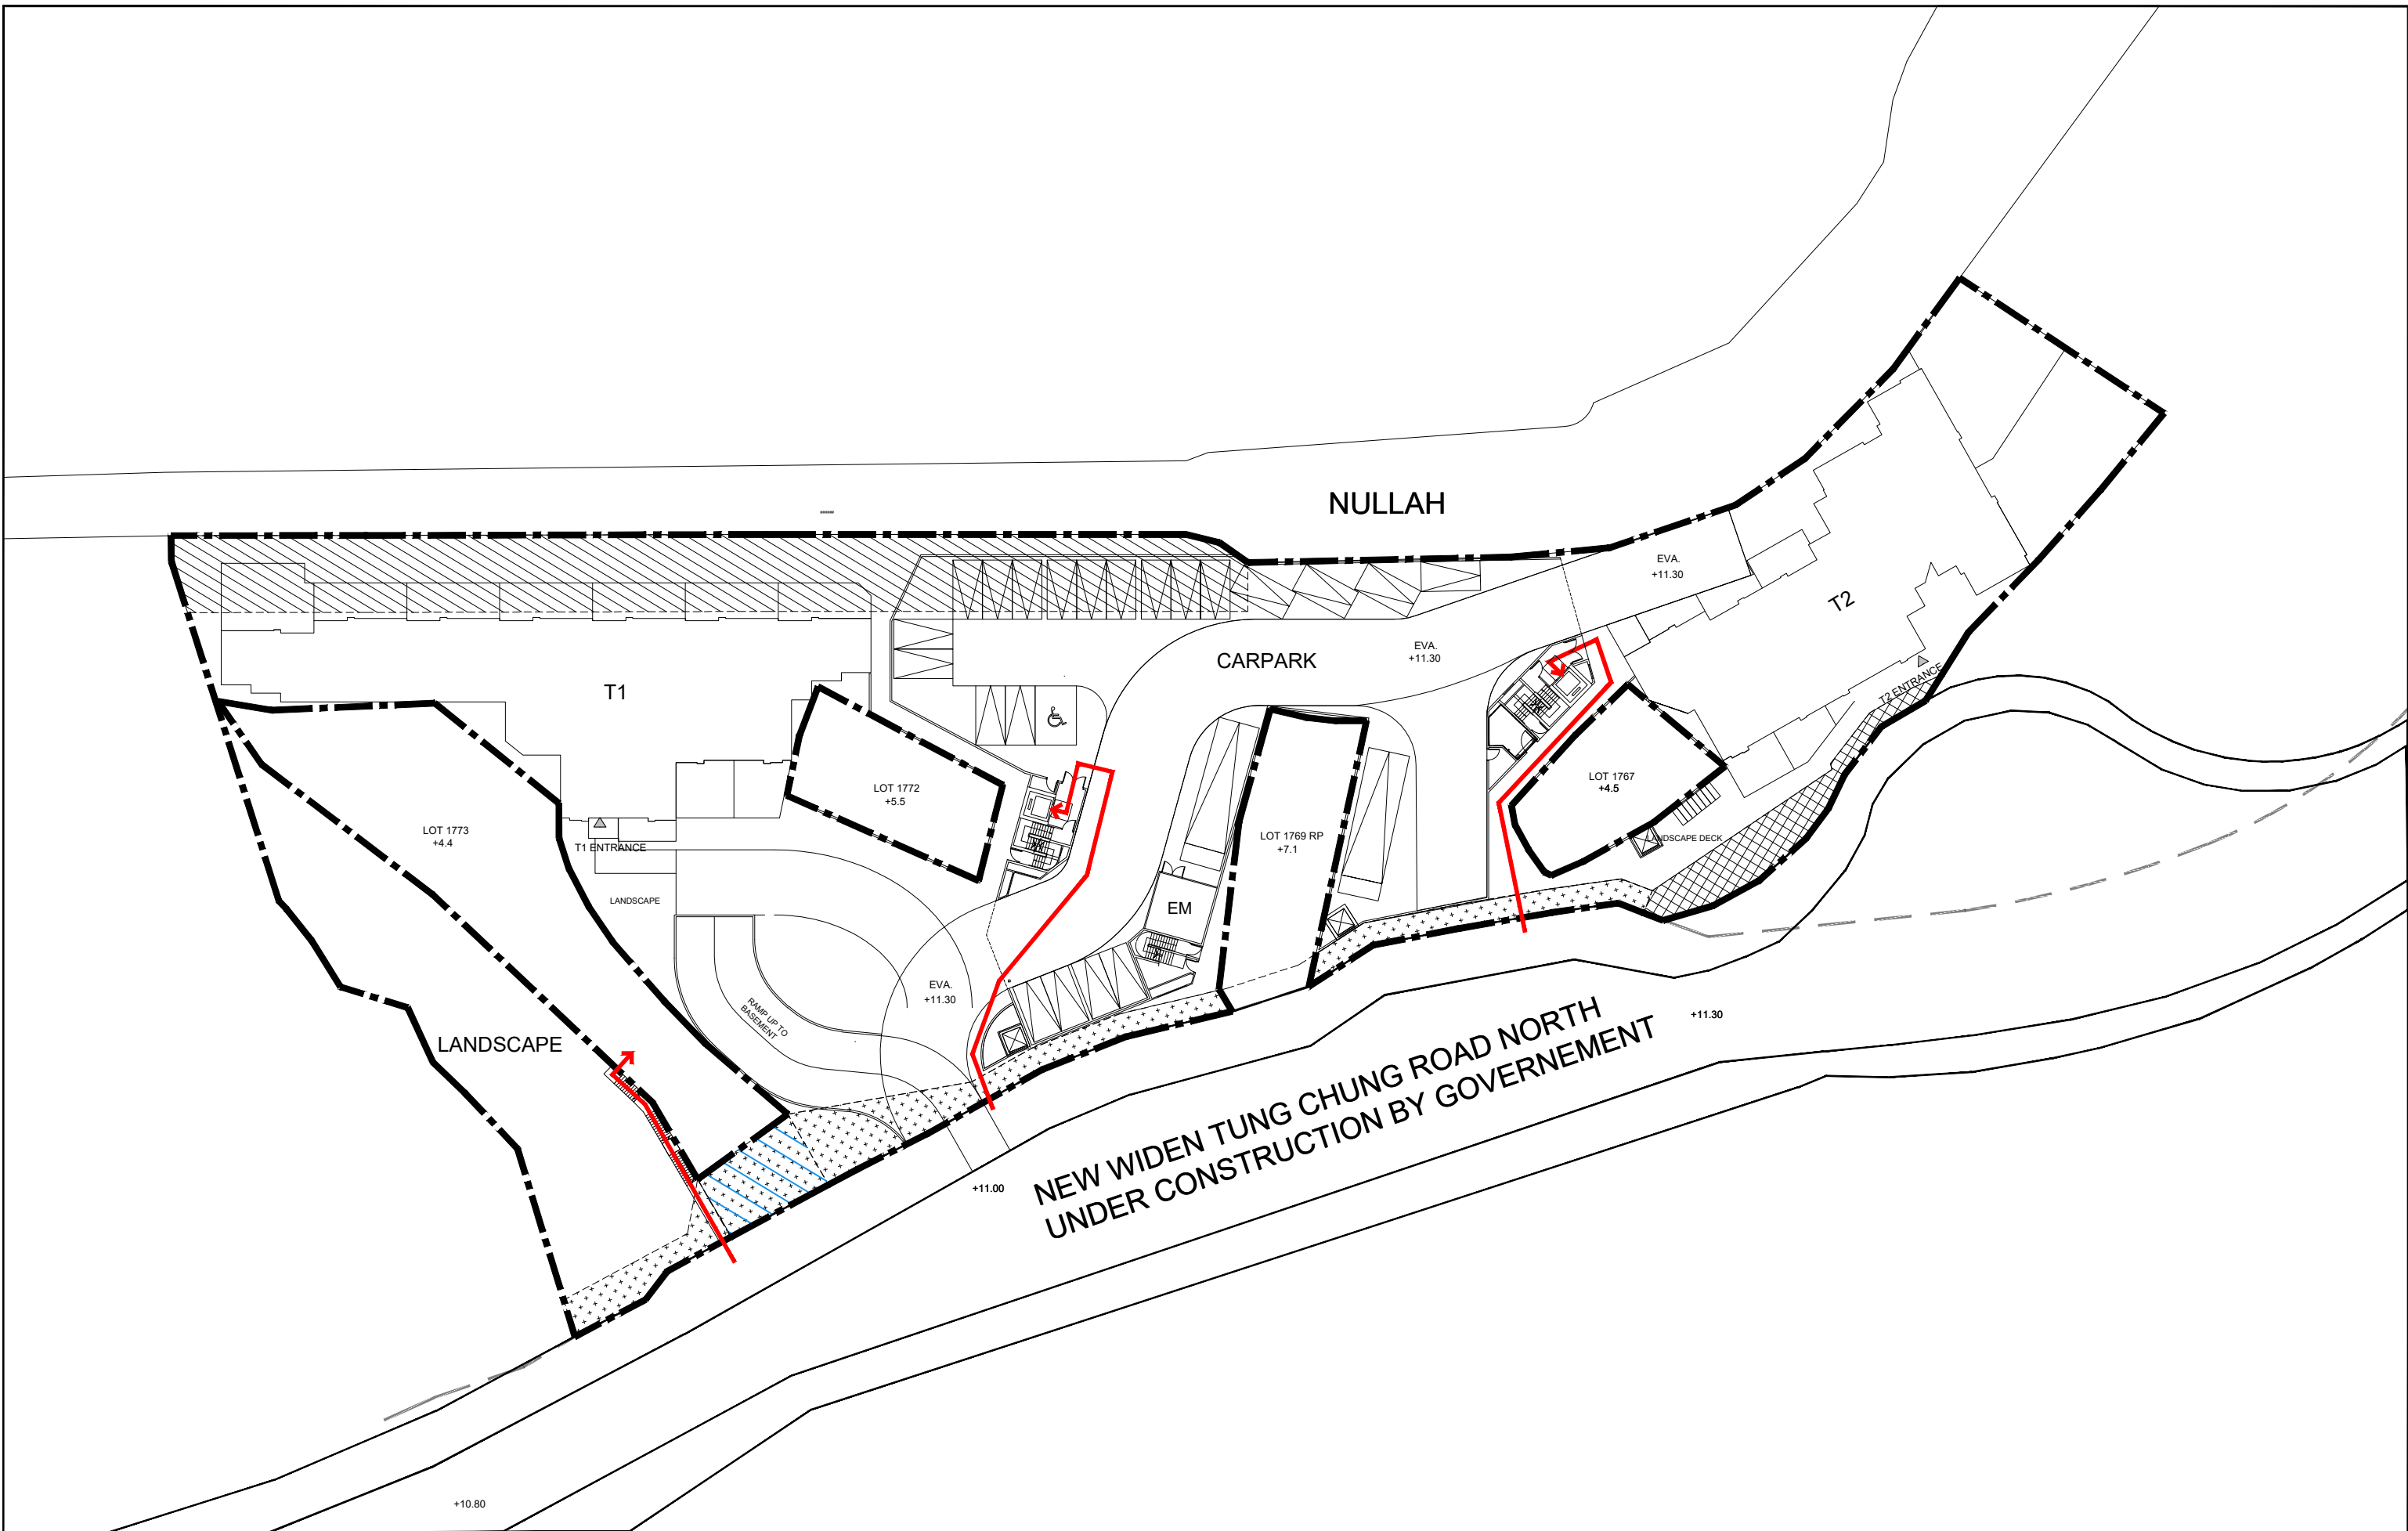 NULLAH
EVA.
+11.30
T2
CARPARK
EVA.
+11.30
T1
T2 ENTRANCE
LOT 1772
+5.5
LOT 1767
+4.5
LOT 1773
+4.4
T1 ENTRANCE
LOT 1769 RP
+7.1
LANDSCAPE DECK
LANDSCAPE
EM
EVA.
+11.30
RAMP UP TO
BASEMENT
LANDSCAPE
+11.30
NEW WIDEN TUNG CHUNG ROAD NORTH
UNDER CONSTRUCTION BY GOVERNEMENT
+11.00
+10.80